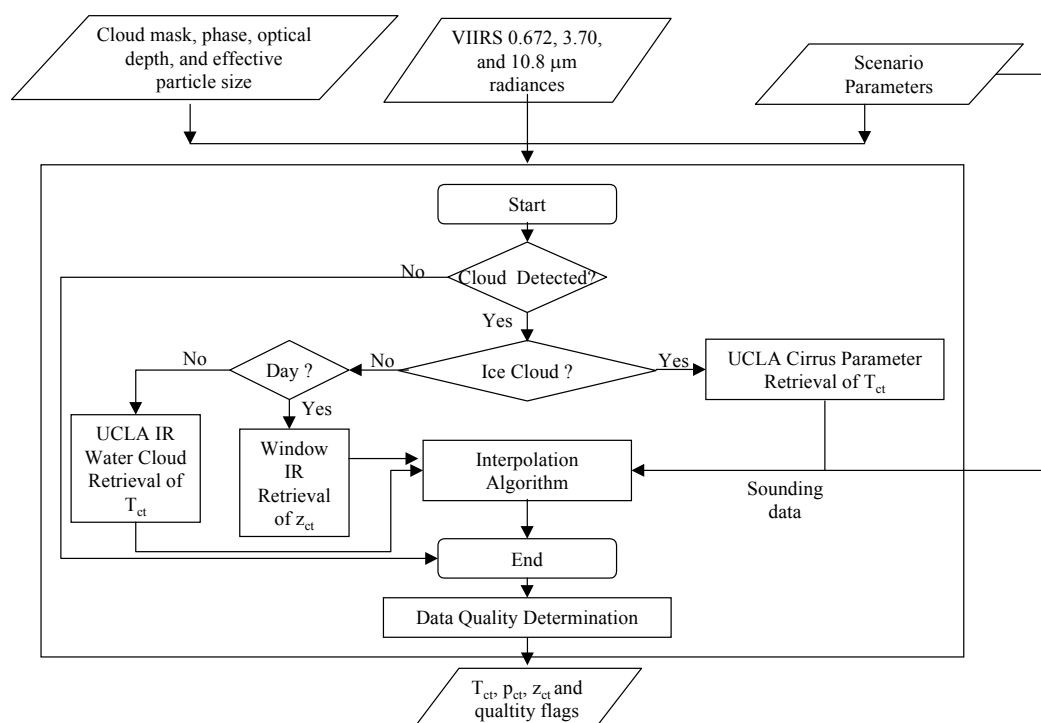 Cloud mask, phase, optical
depth, and effective
particle size
VIIRS 0.672, 3.70,
and 10.8 µm
radiances
Scenario
Parameters
Start
No
Cloud Detected?
Yes
No
Day ?
No
Ice Cloud ?
Yes
UCLA Cirrus Parameter
Retrieval of Tct
Yes
UCLA IR
Water Cloud
Retrieval of
Tct
Window
IR
Retrieval
of zct
Interpolation
Algorithm
Sounding
data
End
Data Quality Determination
Tct, pct, zct and
qualtity flags